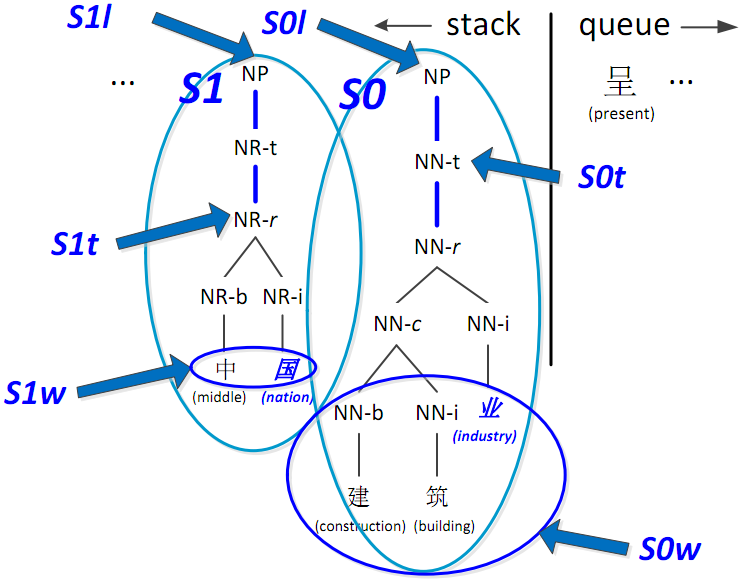 S1l S0l stack queue
... S1 NP S0 NP 呈 ...
(present)
NR-t NN-t S0t
S1t NR-r NN-r
NR-b NR-i NN-c NN-i
S1w 中 国 业
(middle) (nation) NN-b NN-i (industry)
建 筑
(construction) (building)
S0w